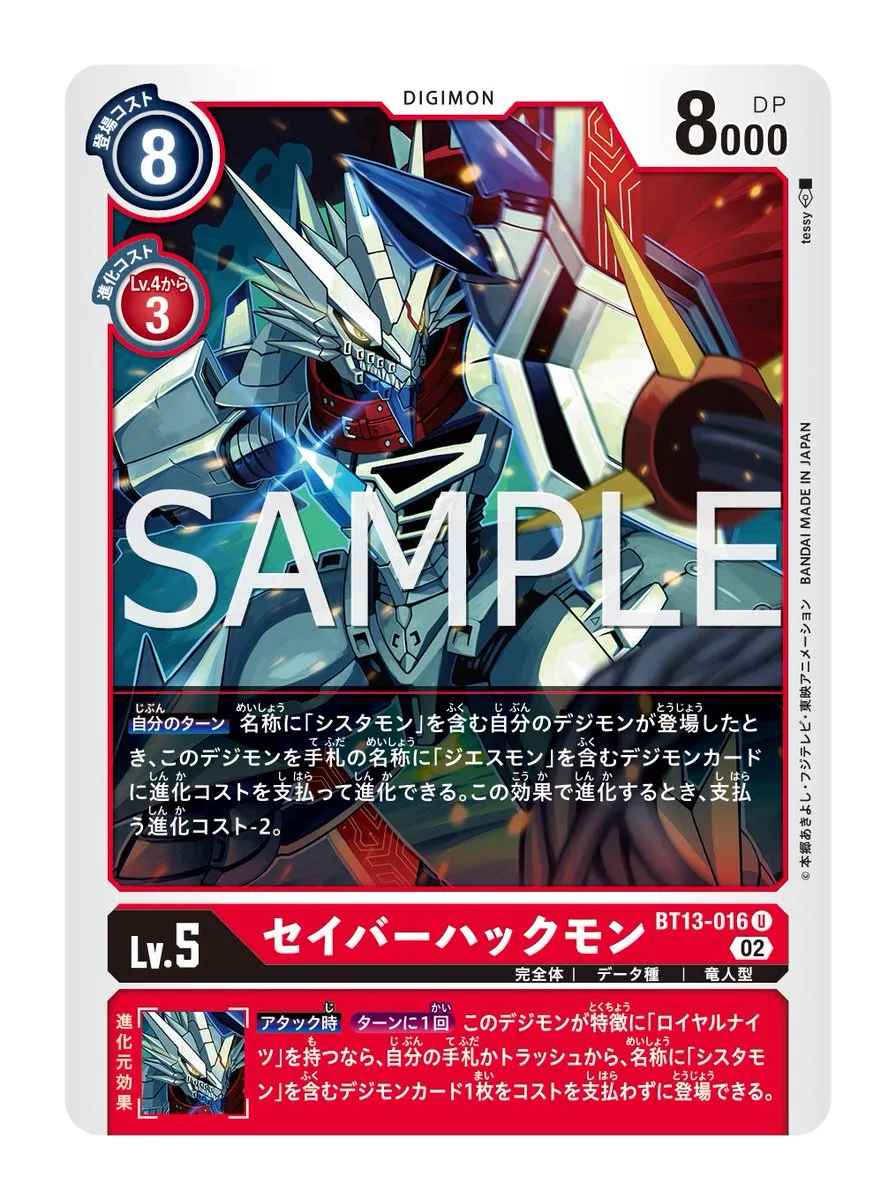 DIGIMON
登場コスト
8
8000
DP
進化コスト
Lv.4から
3
tessy
SAMPLE
BANDAI MADE IN JAPAN
© 本郷あきよし・フジテレビ・東映アニメーション
自分のターン 名称に「シスタモン」を含む自分のデジモンが登場したと
き、このデジモンを手札の名称に「ジエスモン」を含むデジモンカード
に進化コストを支払って進化できる。この効果で進化するとき、支払
う進化コスト-2。
Lv.5
セイバーハックモン
BT13-016 U
02
完全体 | データ種 | 竜人型
進化元効果
アタック時 ターンに1回 このデジモンが特徴に「ロイヤルナイ
ツ」を持つなら、自分の手札かトラッシュから、名称に「シスタモ
ン」を含むデジモンカード1枚をコストを支払わずに登場できる。